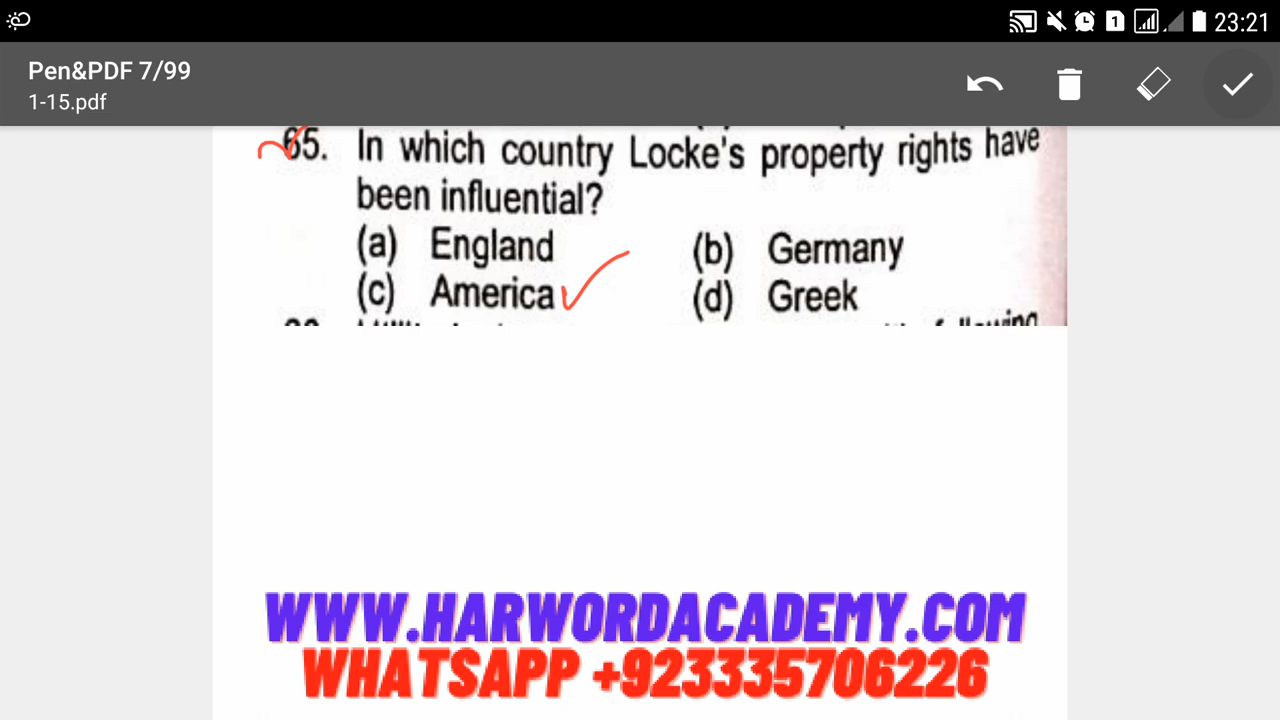 23:21
Pen&PDF 7/99
1-15.pdf
65. In which country Locke's property rights have
been influential?
(a) England (b) Germany
(c) America (d) Greek
following
WWW.HARWORDACADEMY.COM
WHATSAPP +923335706226